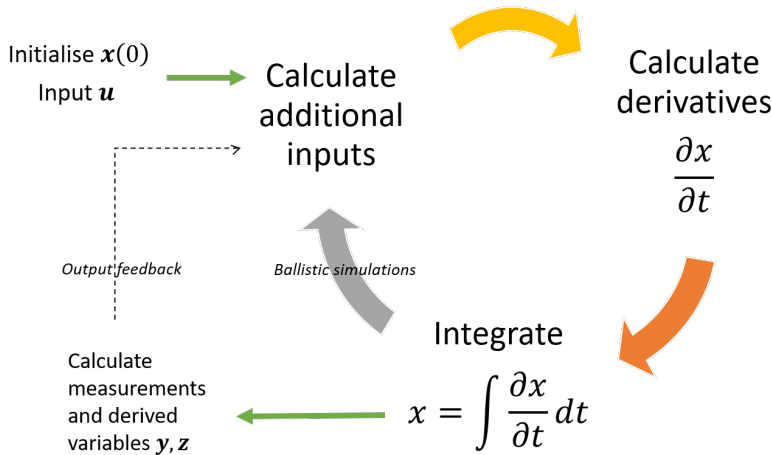 Initialise 𝒙(0)
Input 𝒖
Calculate
additional
inputs
Calculate
derivatives
∂x
∂t
Output feedback
Ballistic simulations
Integrate
x = ∫ ∂x/∂t dt
Calculate
measurements
and derived
variables 𝒚, 𝒛